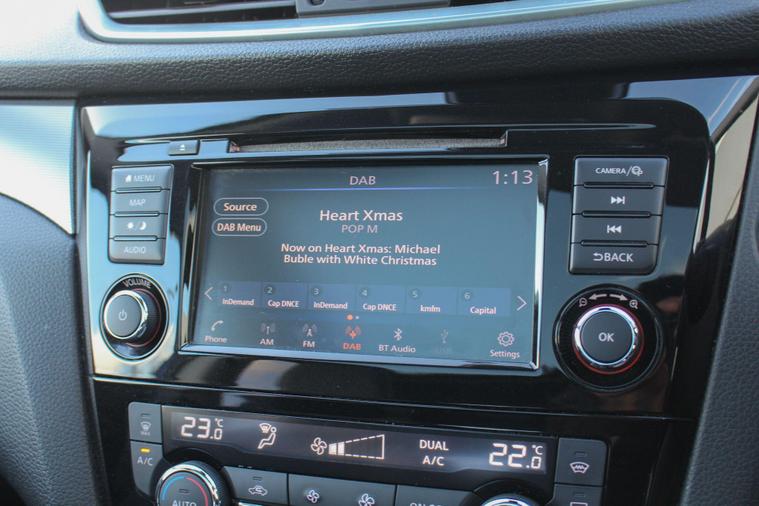 DAB
1:13
MENU
MAP
AUDIO
VOLUME
Source
DAB Menu
Heart Xmas
POP M
Now on Heart Xmas: Michael
Buble with White Christmas
1 2 3 4 5 6
InDemand Cap DNCE InDemand Cap DNCE kmfm Capital
Phone AM FM DAB BT Audio Settings
CAMERA/
BACK
OK
23.0°C
DUAL
A/C
22.0°C
A/C
AUTO